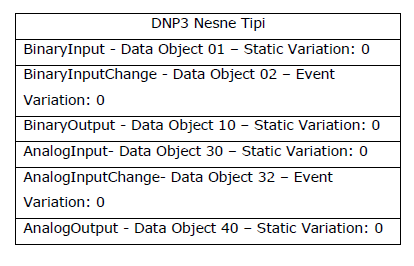 DNP3 Nesne Tipi
BinaryInput - Data Object 01 – Static Variation: 0
BinaryInputChange - Data Object 02 – Event
Variation: 0
BinaryOutput - Data Object 10 – Static Variation: 0
AnalogInput- Data Object 30 – Static Variation: 0
AnalogInputChange- Data Object 32 – Event
Variation: 0
AnalogOutput - Data Object 40 – Static Variation: 0